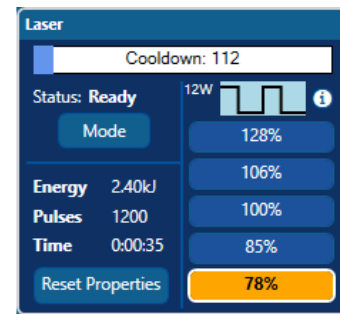 Laser
Cooldown: 112
Status: Ready
Mode
Energy 2.40kJ
Pulses 1200
Time 0:00:35
Reset Properties
12W
i
128%
106%
100%
85%
78%